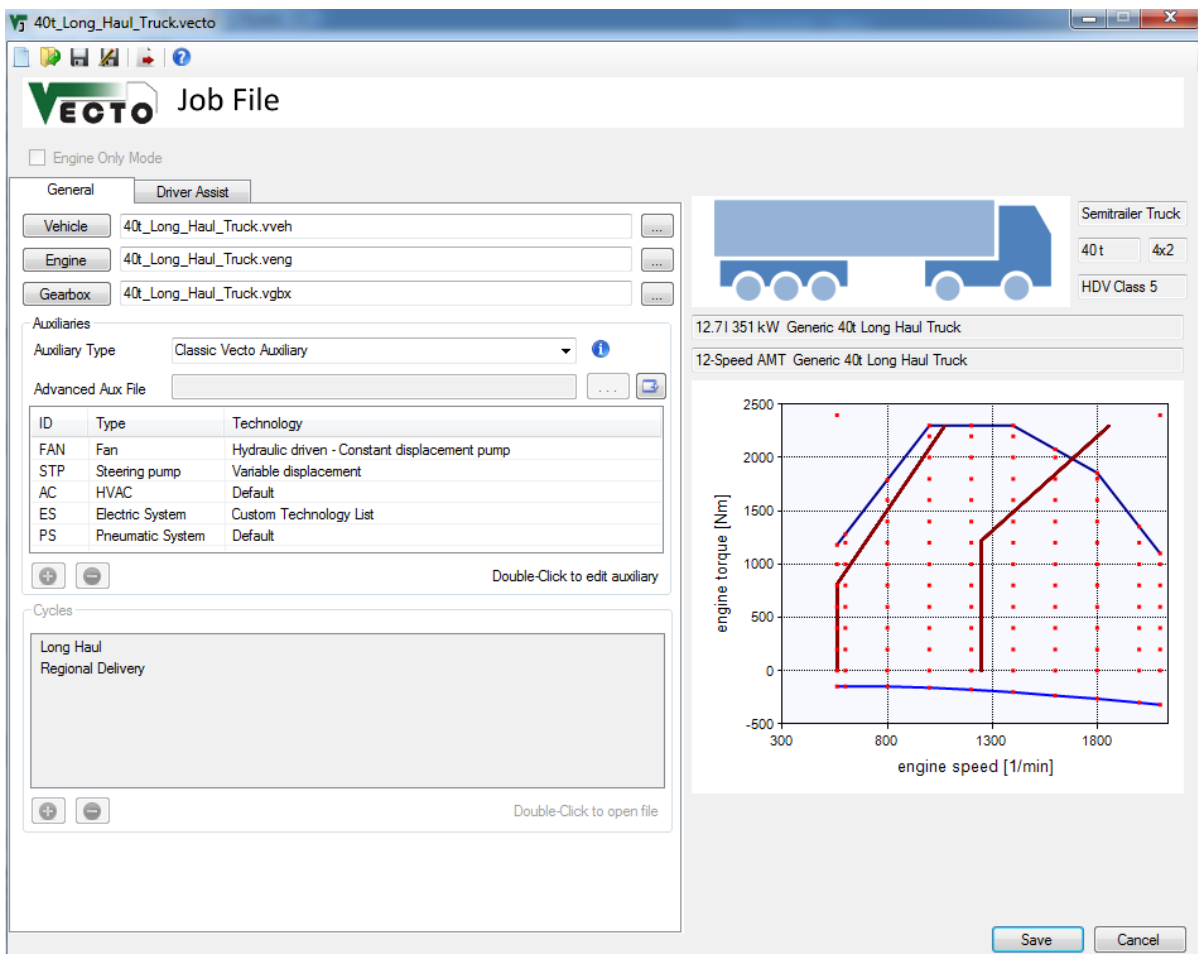 40t_Long_Haul_Truck.vecto
VECTO Job File
Engine Only Mode
General Driver Assist
Vehicle 40t_Long_Haul_Truck.vveh ...
Engine 40t_Long_Haul_Truck.veng ...
Gearbox 40t_Long_Haul_Truck.vgbx ...
Auxiliaries
Auxiliary Type Classic Vecto Auxiliary
Advanced Aux File ...
ID Type Technology
FAN Fan Hydraulic driven - Constant displacement pump
STP Steering pump Variable displacement
AC HVAC Default
ES Electric System Custom Technology List
PS Pneumatic System Default
Double-Click to edit auxiliary
Cycles
Long Haul
Regional Delivery
Double-Click to open file
Semitrailer Truck
40 t 4x2
HDV Class 5
12.7 l 351 kW Generic 40t Long Haul Truck
12-Speed AMT Generic 40t Long Haul Truck
2500
2000
1500
1000
500
0
-500
engine torque [Nm]
300 800 1300 1800
engine speed [1/min]
Save Cancel